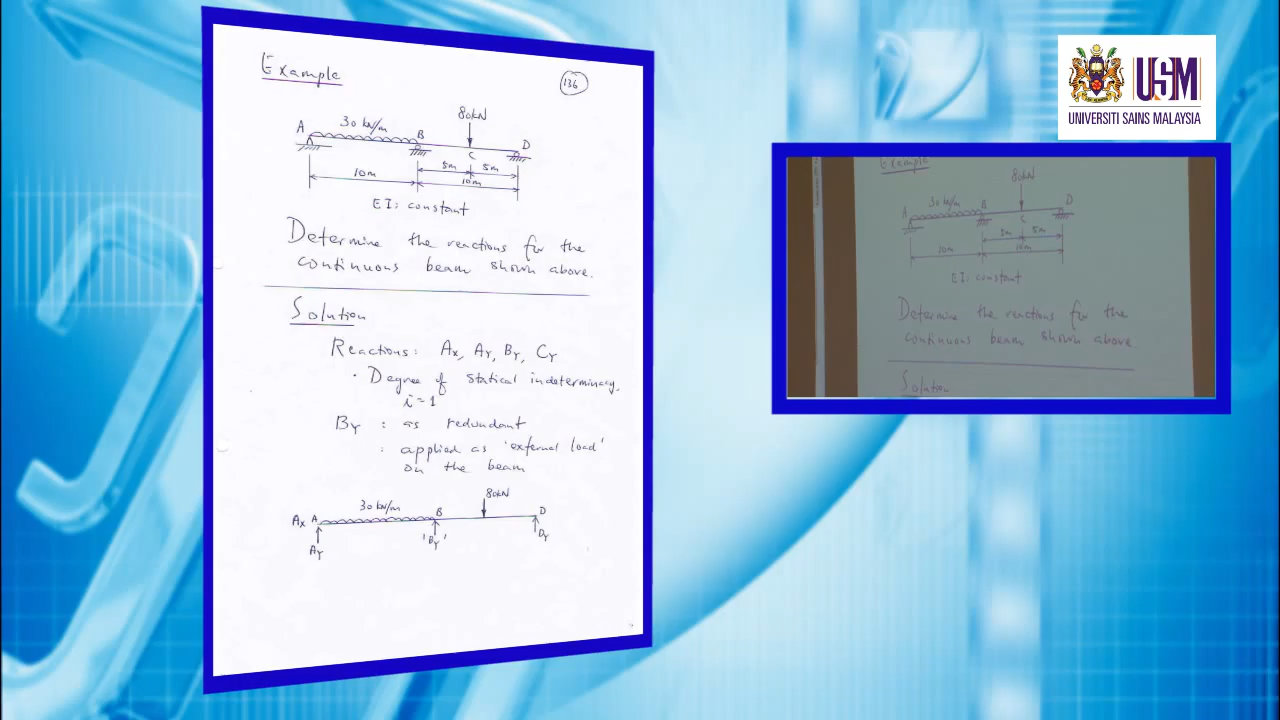 Example
136
80kN
30 kN/m
A
B
C
D
5m
5m
10m
10m
EI: constant
Determine the reactions for the
continuous beam shown above.
Solution
Reactions: Ax, Ay, By, Cy
· Degree of statical indeterminacy,
i = 1
By : as redundant
: applied as 'external load'
on the beam
80kN
30 kN/m
Ax
A
B
D
Ay
'By'
Dy
USM
UNIVERSITI SAINS MALAYSIA
Example
80kN
30 kN/m
A
B
C
D
5m
5m
10m
10m
EI: constant
Determine the reactions for the
continuous beam shown above.
Solution